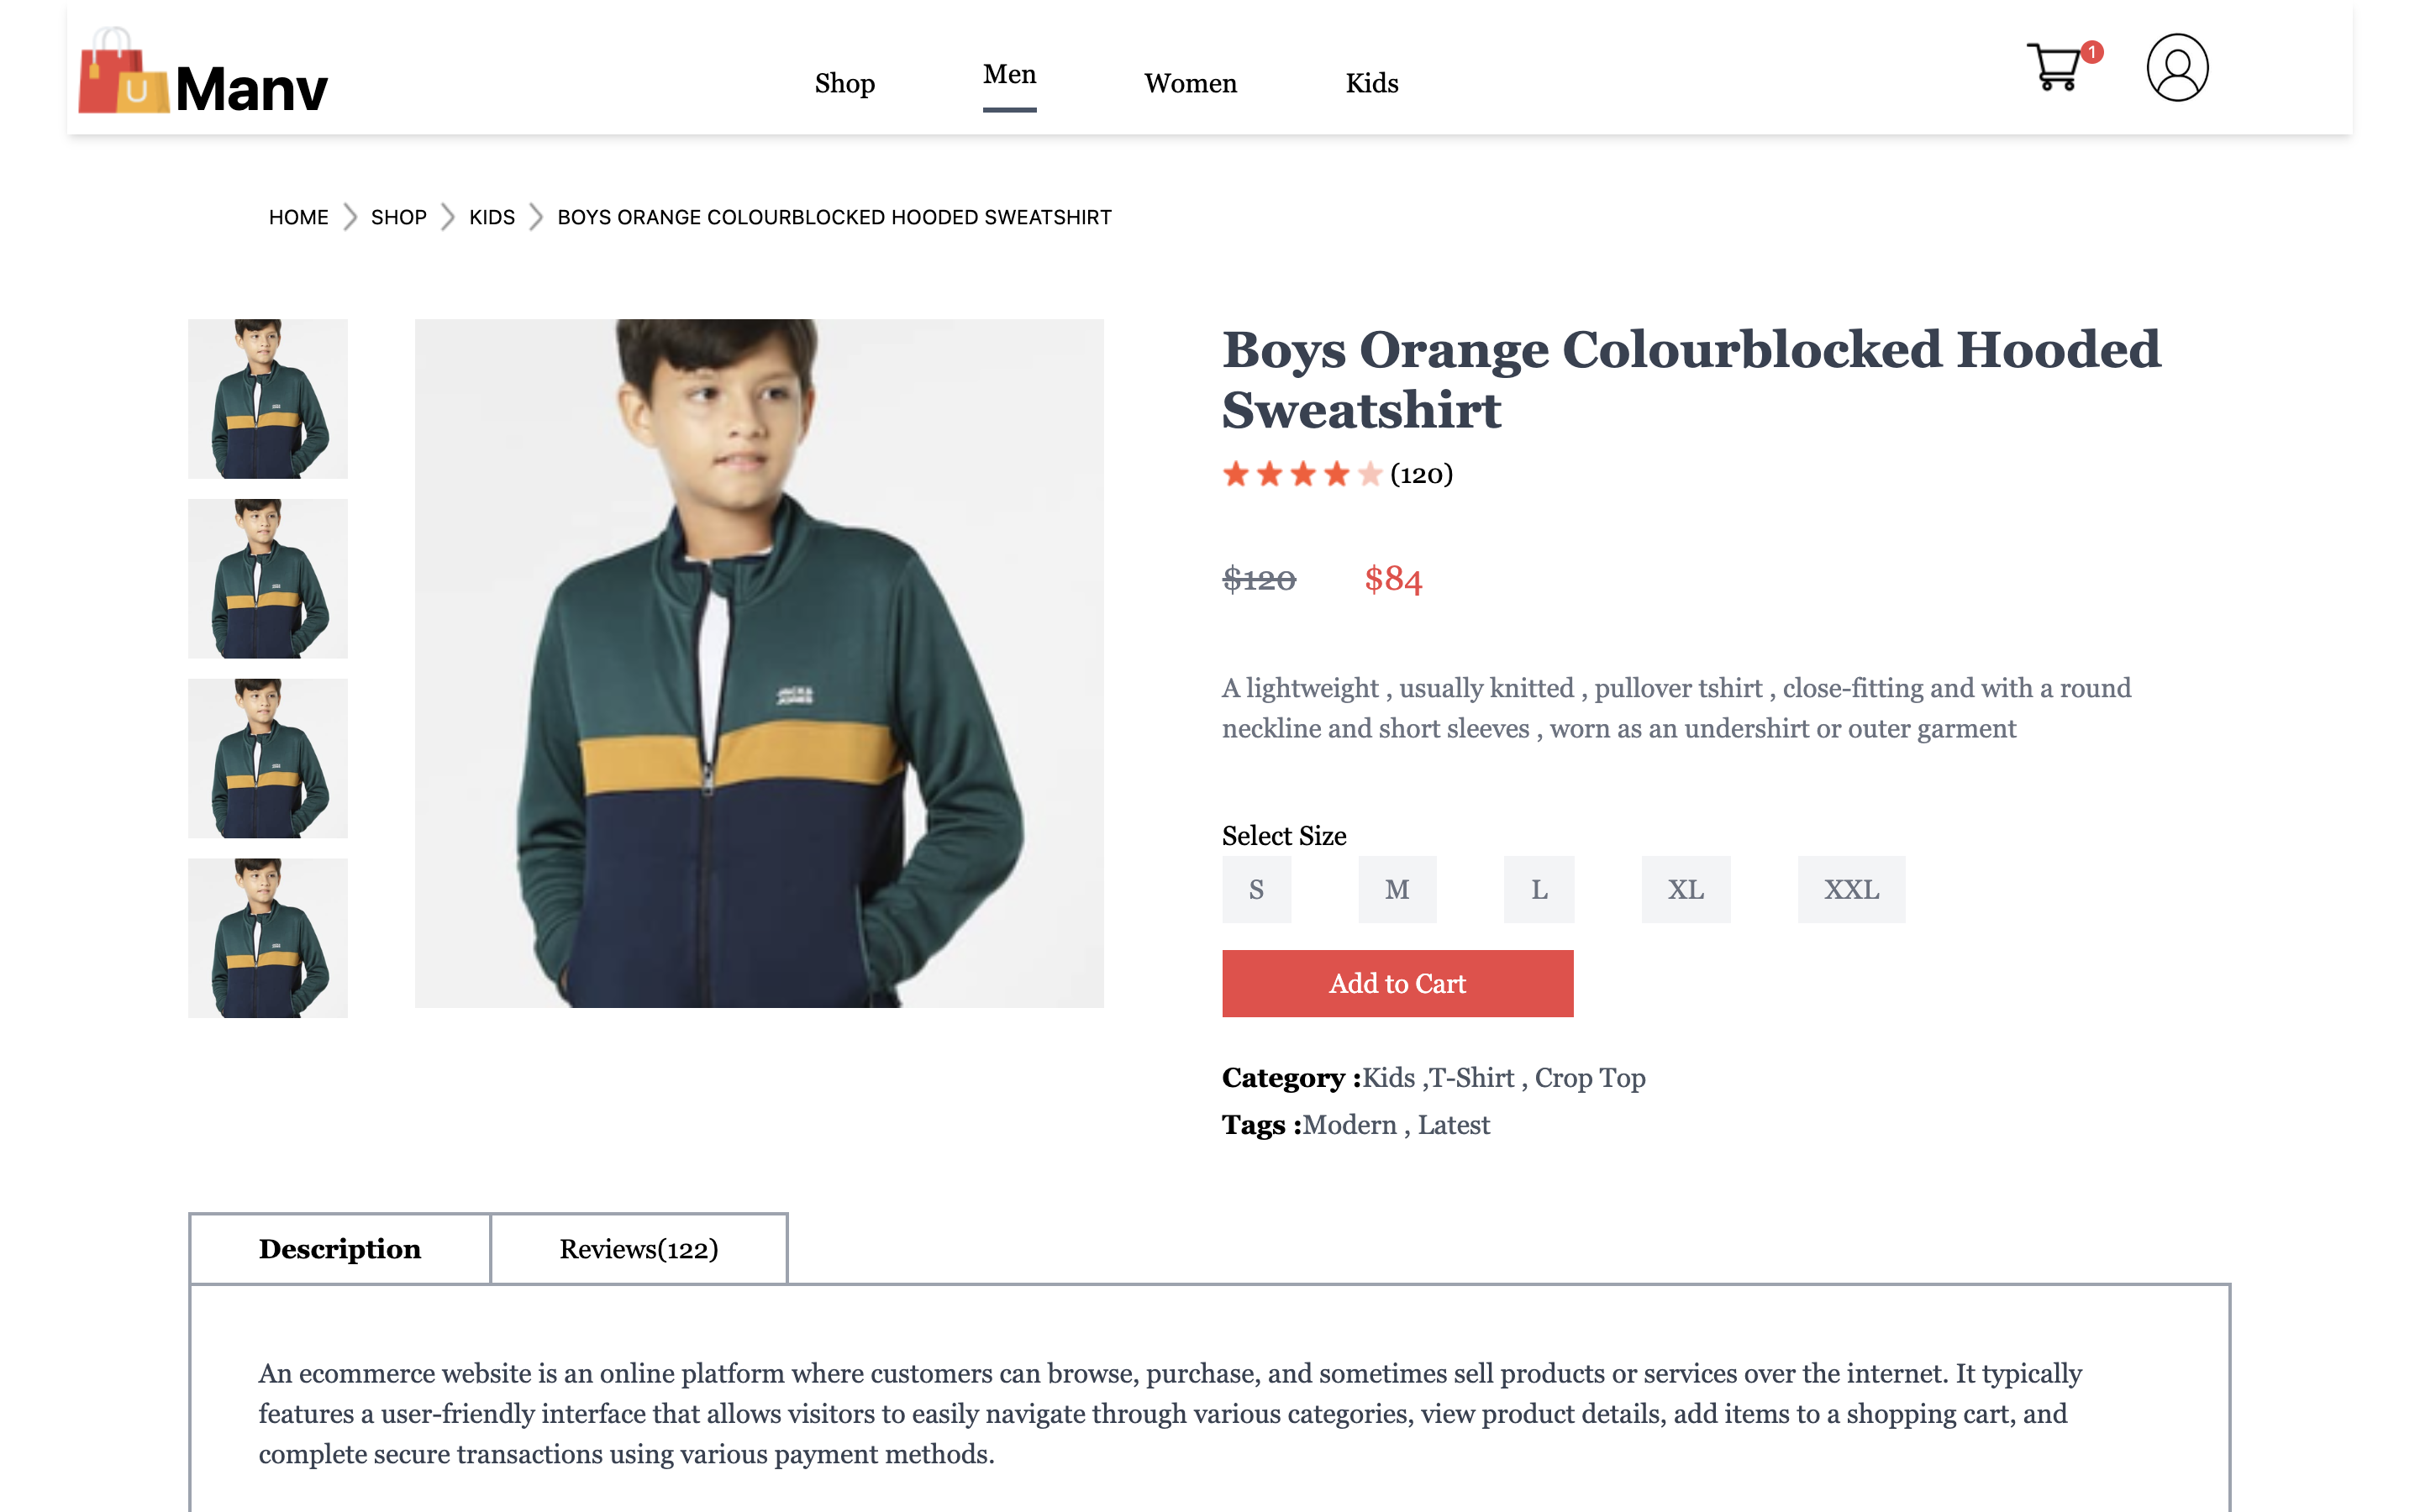 Manv
Shop
Men
Women
Kids
1
HOME SHOP KIDS BOYS ORANGE COLOURBLOCKED HOODED SWEATSHIRT
Boys Orange Colourblocked Hooded
Sweatshirt
(120)
$120 $84
A lightweight , usually knitted , pullover tshirt , close-fitting and with a round
neckline and short sleeves , worn as an undershirt or outer garment
Select Size
S M L XL XXL
Add to Cart
Category :Kids ,T-Shirt , Crop Top
Tags :Modern , Latest
Description
Reviews(122)
An ecommerce website is an online platform where customers can browse, purchase, and sometimes sell products or services over the internet. It typically
features a user-friendly interface that allows visitors to easily navigate through various categories, view product details, add items to a shopping cart, and
complete secure transactions using various payment methods.